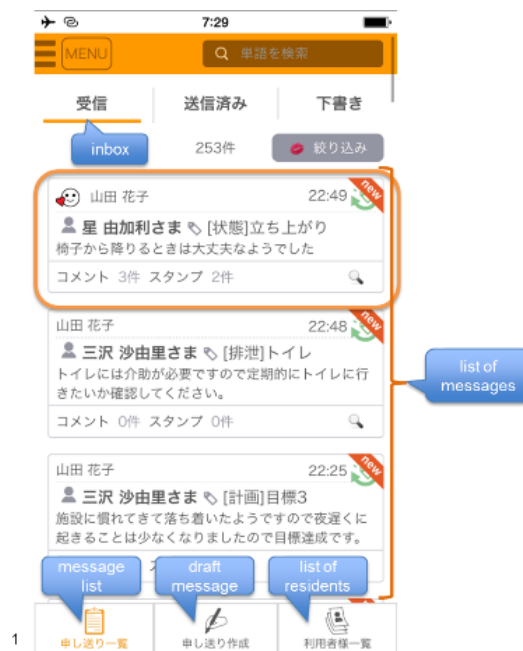 7:29
MENU
単語を検索
受信 送信済み 下書き
inbox
253件
絞り込み
山田 花子 22:49 new
星 由加利さま [状態]立ち上がり
椅子から降りるときは大丈夫なようでした
コメント 3件 スタンプ 2件
山田 花子 22:48 new
三沢 沙由里さま [排泄]トイレ
トイレには介助が必要ですので定期的にトイレに行
きたいか確認してください。
コメント 0件 スタンプ 0件
list of
messages
山田 花子 22:25 new
三沢 沙由里さま [計画]目標3
施設に慣れてきて落ち着いたようですので夜遅くに
起きることは少なくなりましたので目標達成です。
message
list
draft
message
list of
residents
申し送り一覧 申し送り作成 利用者様一覧
1